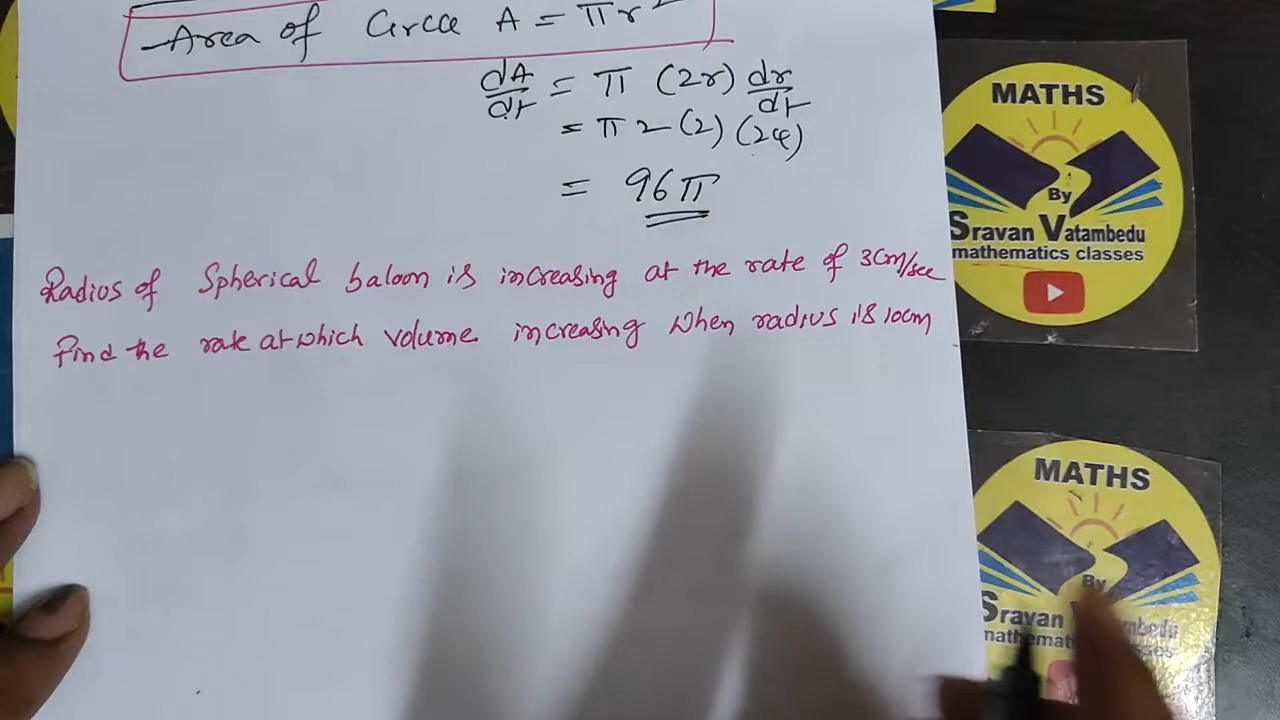 Area of Circle A = πr²
dA/dt = π (2r) dr/dt
= π 2 (2) (24)
= 96π
Radius of Spherical baloon is increasing at the rate of 3cm/sec
find the rate at which volume increasing when radius is 10cm
MATHS
By
Sravan Vatambedu
mathematics classes
MATHS
By
Sravan